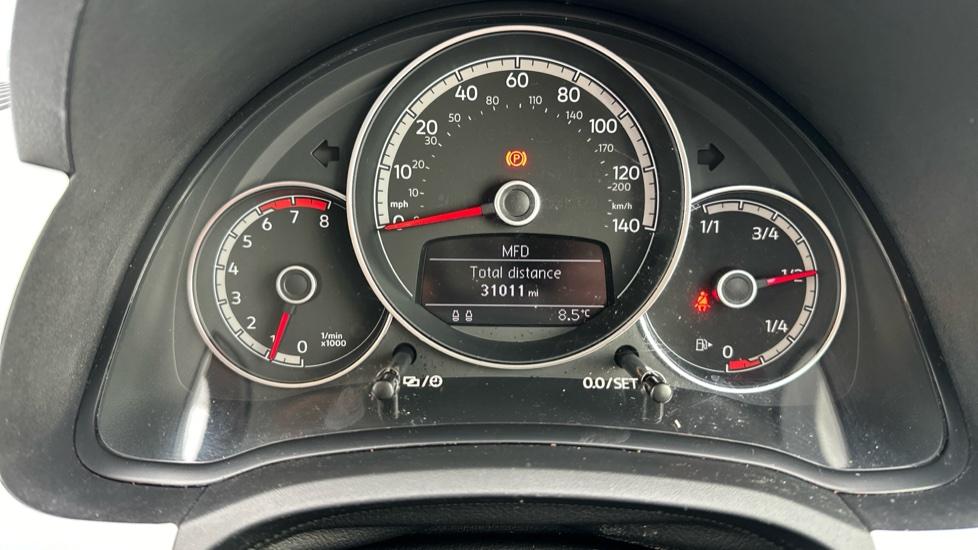 60
40 80
80 110
50 140
20 100
30 170
10 120
20 200
10
mph km/h
0 140
P
MFD
Total distance
31011 mi
8.5°C
6 7 8
5
4
3
2
1 0
1/min
x1000
1/1 3/4
1/2
1/4
0
0.0/SET